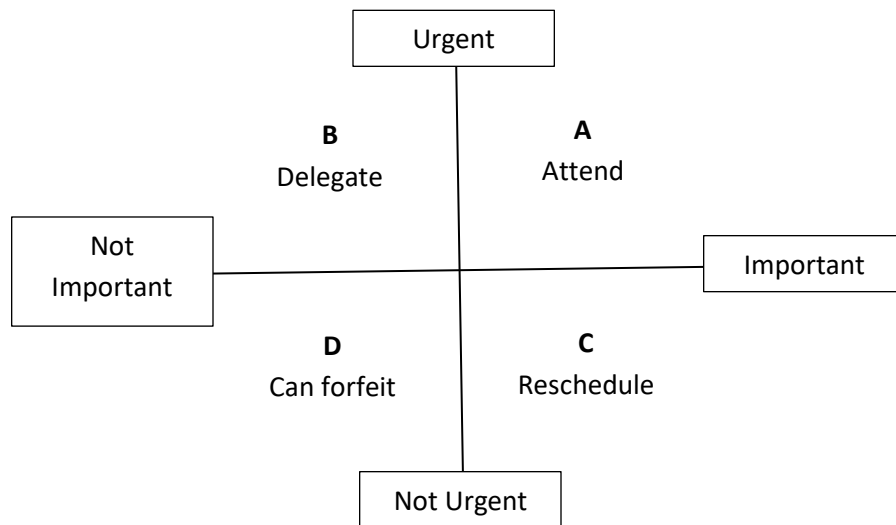 Urgent
B
Delegate
A
Attend
Not
Important
Important
D
Can forfeit
C
Reschedule
Not Urgent